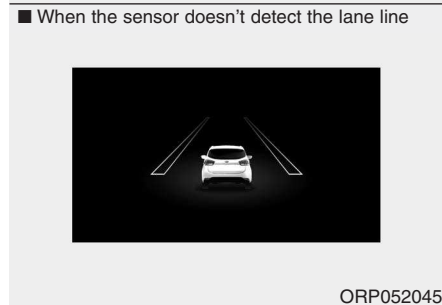 ■ When the sensor doesn't detect the lane line
ORP052045